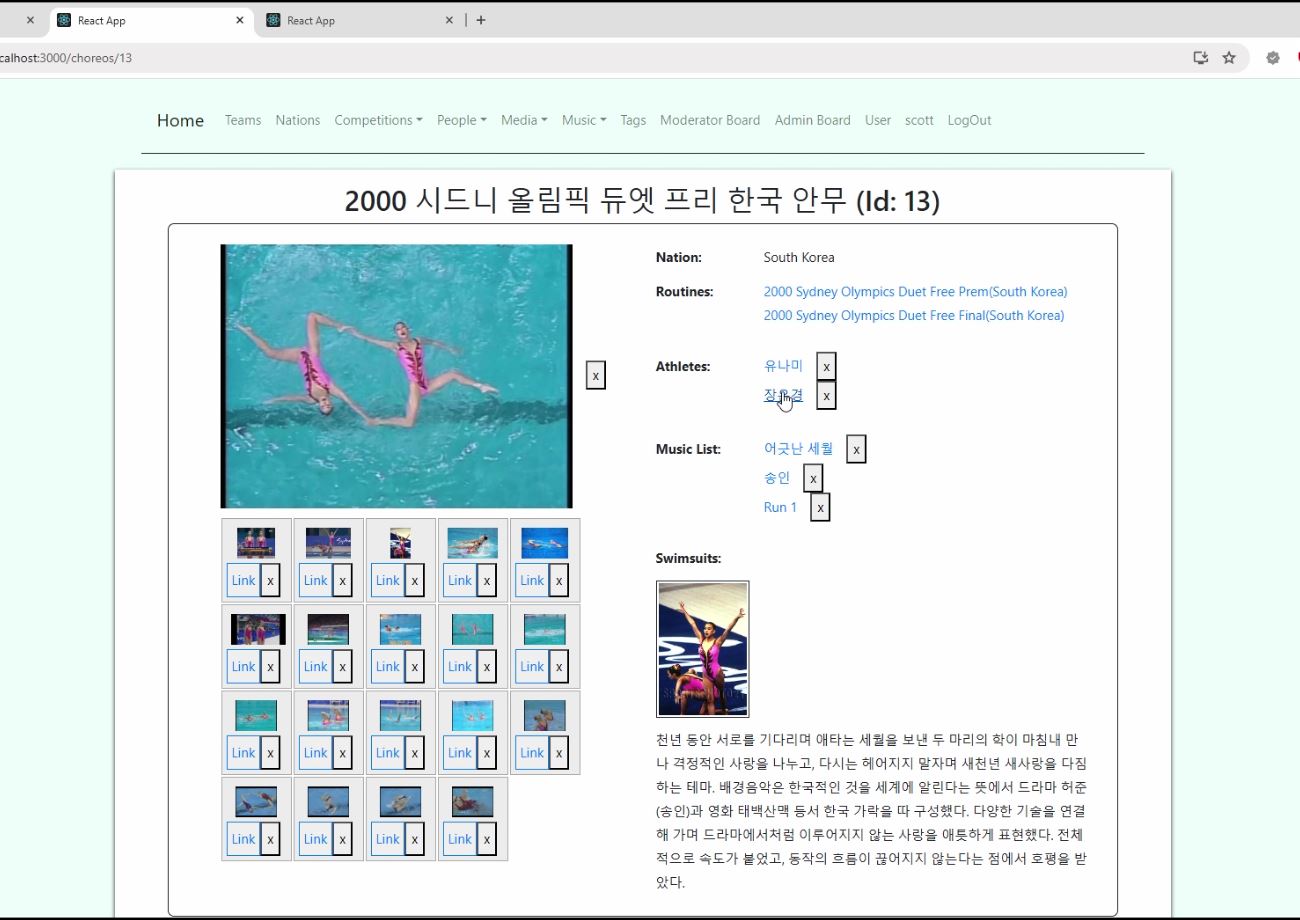 React App
React App
calhost:3000/choreos/13
Home Teams Nations Competitions People Media Music Tags Moderator Board Admin Board User scott LogOut
2000 시드니 올림픽 듀엣 프리 한국 안무 (Id: 13)
x
Nation: South Korea
Routines: 2000 Sydney Olympics Duet Free Prem(South Korea)
2000 Sydney Olympics Duet Free Final(South Korea)
Athletes: 유나미 x
x
Music List: 어긋난 세월 x
송인 x
Run 1 x
Link x Link x Link x Link x Link x
Link x Link x Link x Link x Link x
Link x Link x Link x Link x Link x
Link x Link x Link x Link x
Swimsuits:
천년 동안 서로를 기다리며 애타는 세월을 보낸 두 마리의 학이 마침내 만
나 격정적인 사랑을 나누고, 다시는 헤어지지 말자며 새천년 새사랑을 다짐
하는 테마. 배경음악은 한국적인 것을 세계에 알린다는 뜻에서 드라마 허준
(송인)과 영화 태백산맥 등서 한국 가락을 따 구성했다. 다양한 기술을 연결
해 가며 드라마에서처럼 이루어지지 않는 사랑을 애틋하게 표현했다. 전체
적으로 속도가 붙었고, 동작의 흐름이 끊어지지 않는다는 점에서 호평을 받
았다.